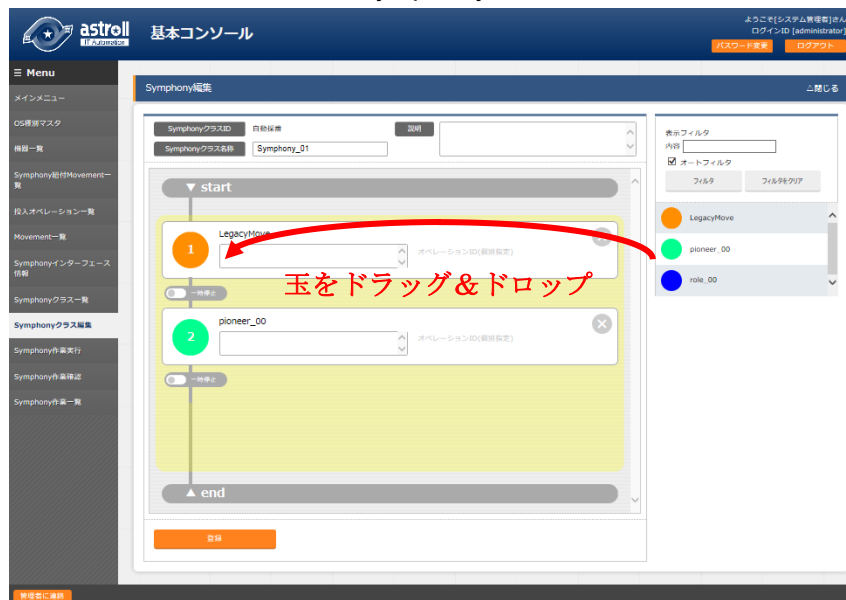 astroll
IT Automation
基本コンソール
ようこそ[システム管理者]さん
ログインID [administrator]
パスワード変更
ログアウト
☰ Menu
メインメニュー
OS種別マスタ
機器一覧
Symphony紐付Movement一
覧
投入オペレーション一覧
Movement一覧
Symphonyインターフェース
情報
Symphonyクラス一覧
Symphonyクラス編集
Symphony作業実行
Symphony作業確認
Symphony作業一覧
管理者に連絡
Symphony編集
△閉じる
SymphonyクラスID
自動採番
説明
Symphonyクラス名称
Symphony_01
▼ start
1
LegacyMove
オペレーションID(個別指定)
一時停止
玉をドラッグ＆ドロップ
2
pioneer_00
オペレーションID(個別指定)
一時停止
▲ end
登録
表示フィルタ
内容
オートフィルタ
フィルタ
フィルタをクリア
LegacyMove
pioneer_00
role_00